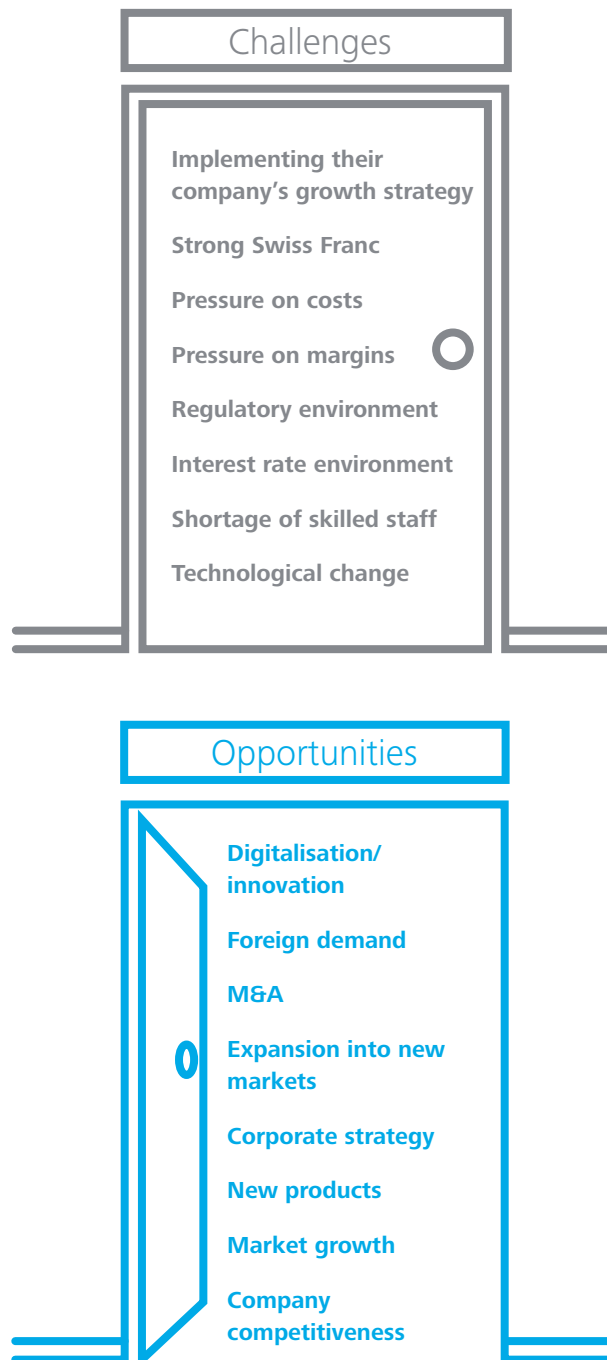 Challenges
Implementing their
company’s growth strategy
Strong Swiss Franc
Pressure on costs
Pressure on margins
Regulatory environment
Interest rate environment
Shortage of skilled staff
Technological change
Opportunities
Digitalisation/
innovation
Foreign demand
M&A
Expansion into new
markets
Corporate strategy
New products
Market growth
Company
competitiveness